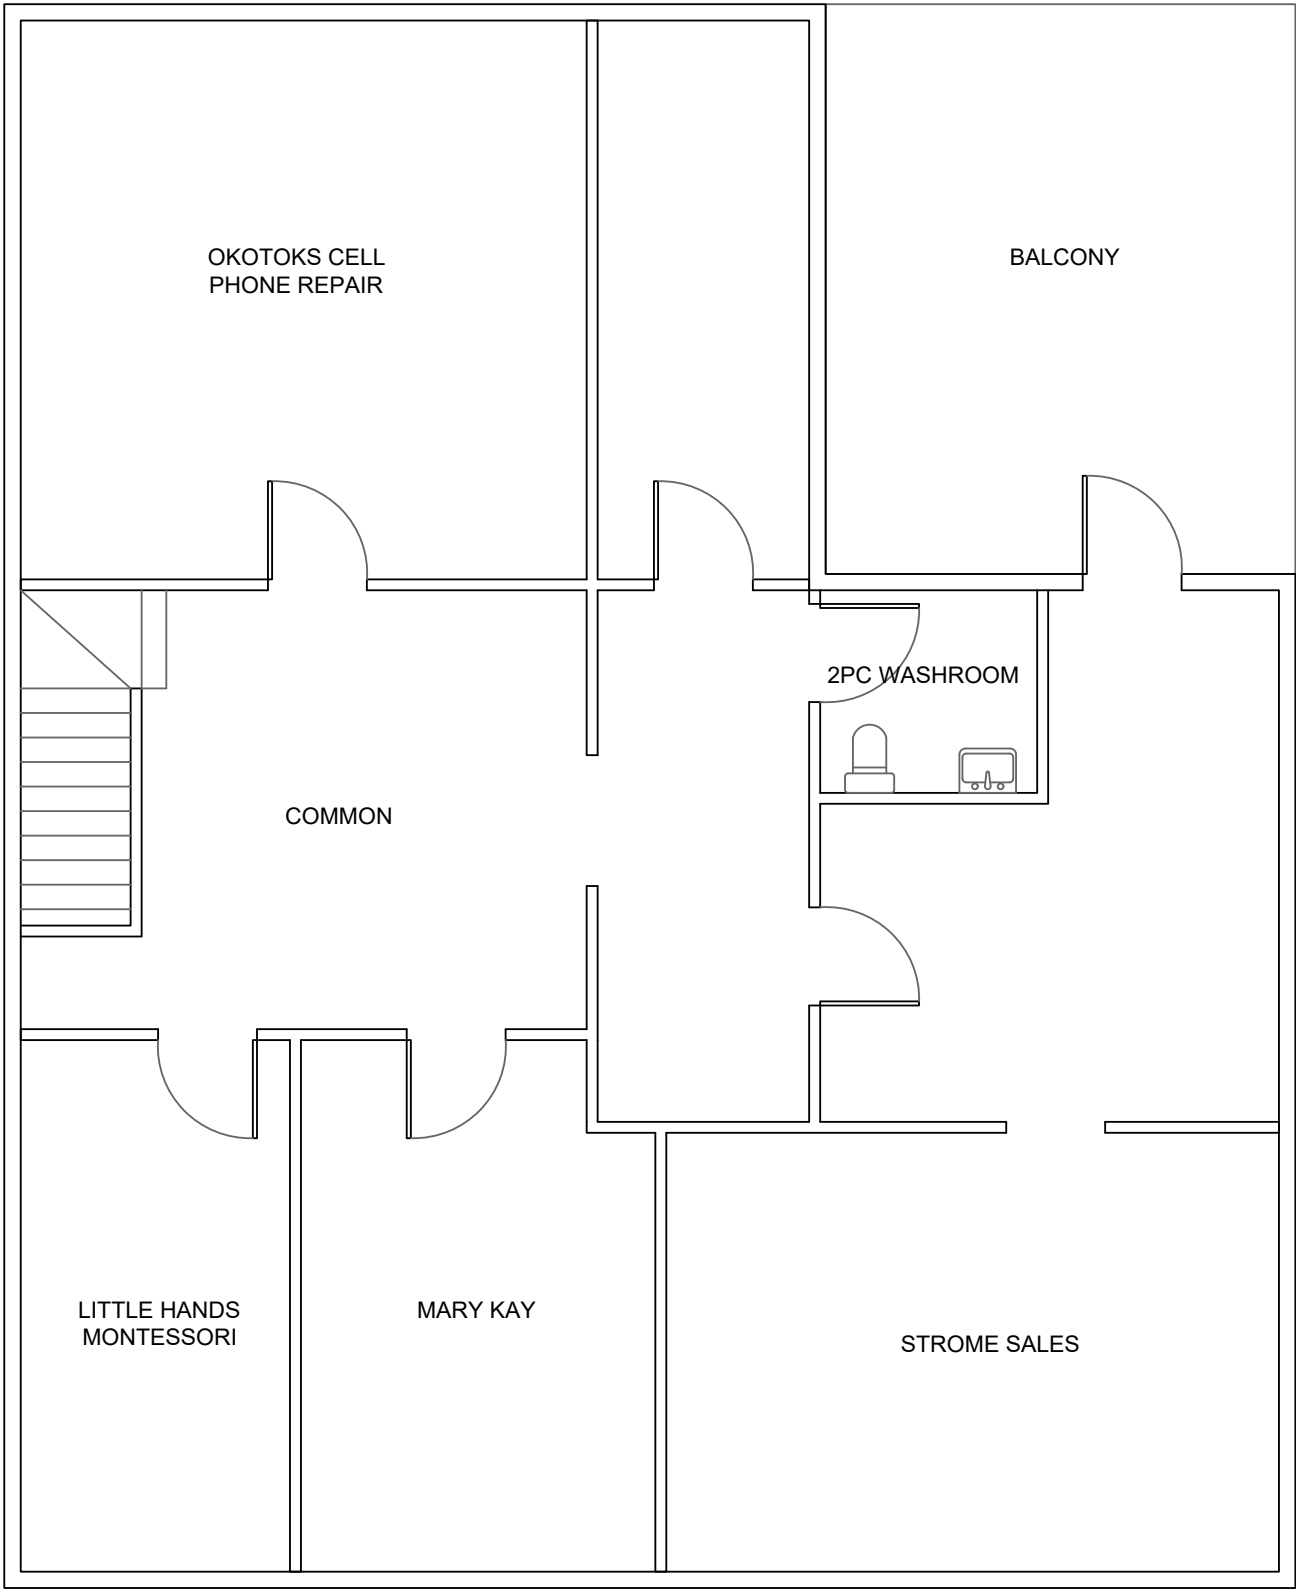 OKOTOKS CELL
PHONE REPAIR
BALCONY
2PC WASHROOM
COMMON
LITTLE HANDS
MONTESSORI
MARY KAY
STROME SALES